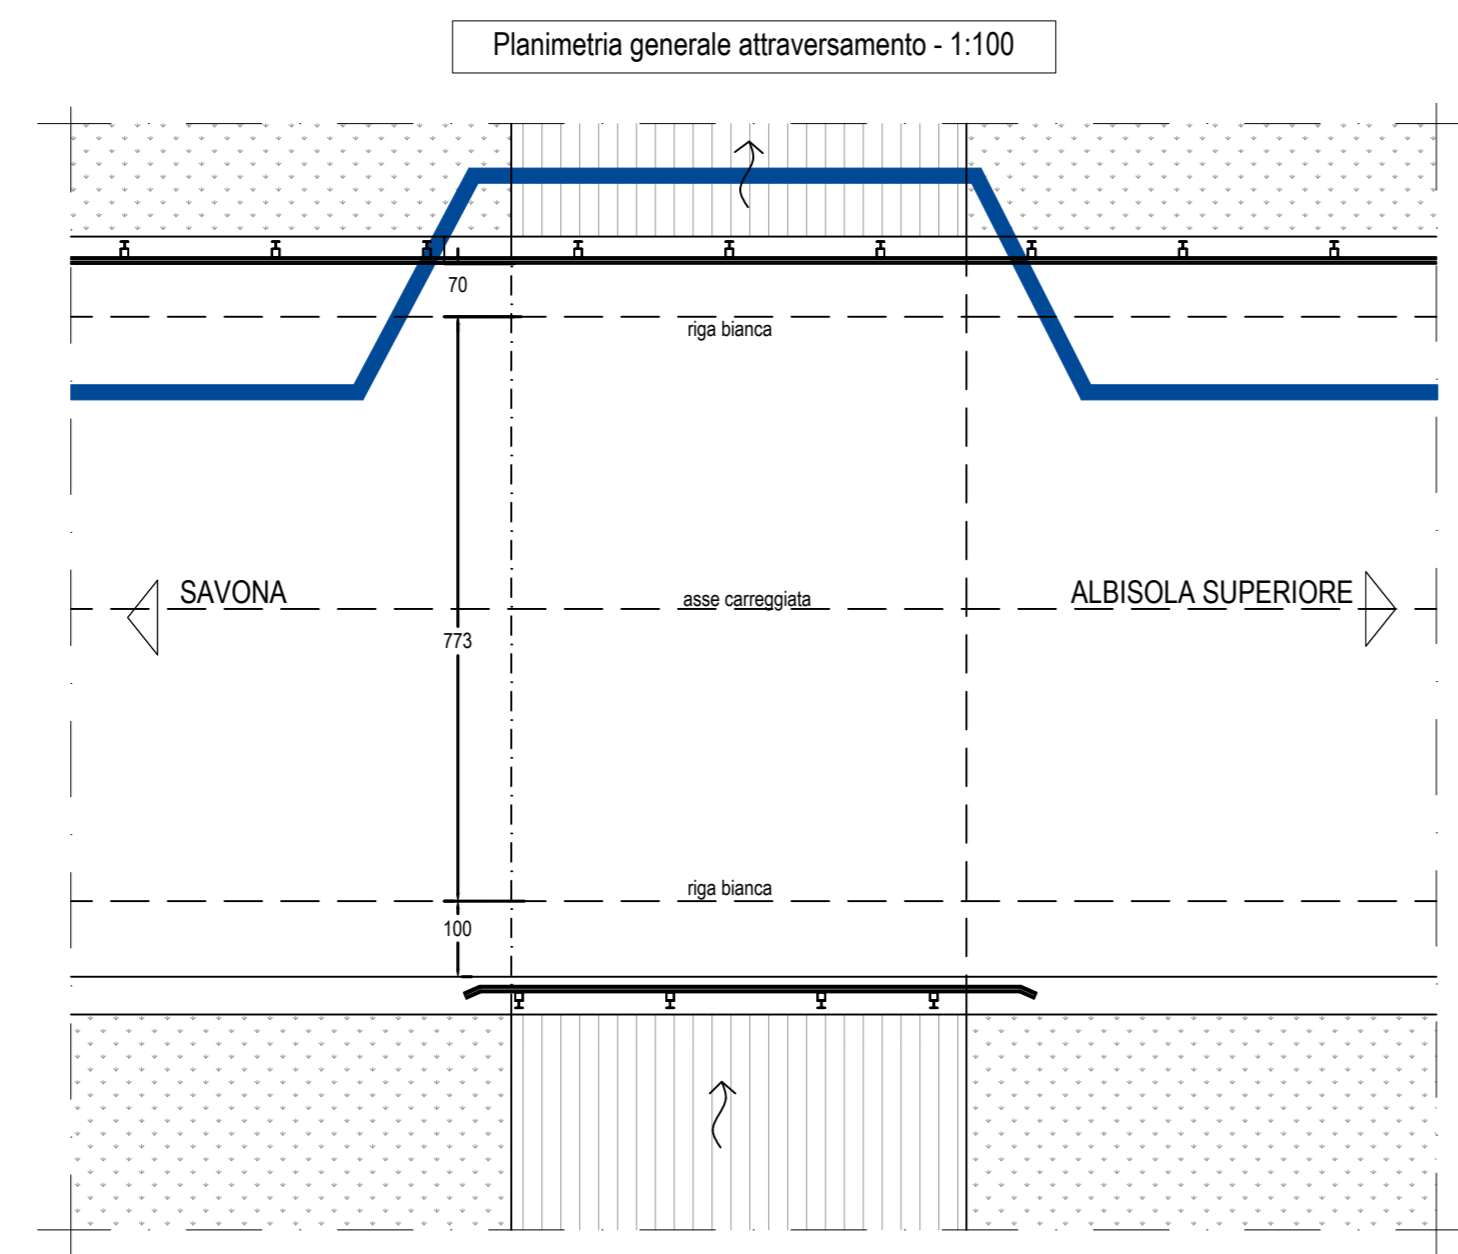 Planimetria generale attraversamento - 1:100
70
riga bianca
SAVONA
asse carreggiata
ALBISOLA SUPERIORE
773
riga bianca
100